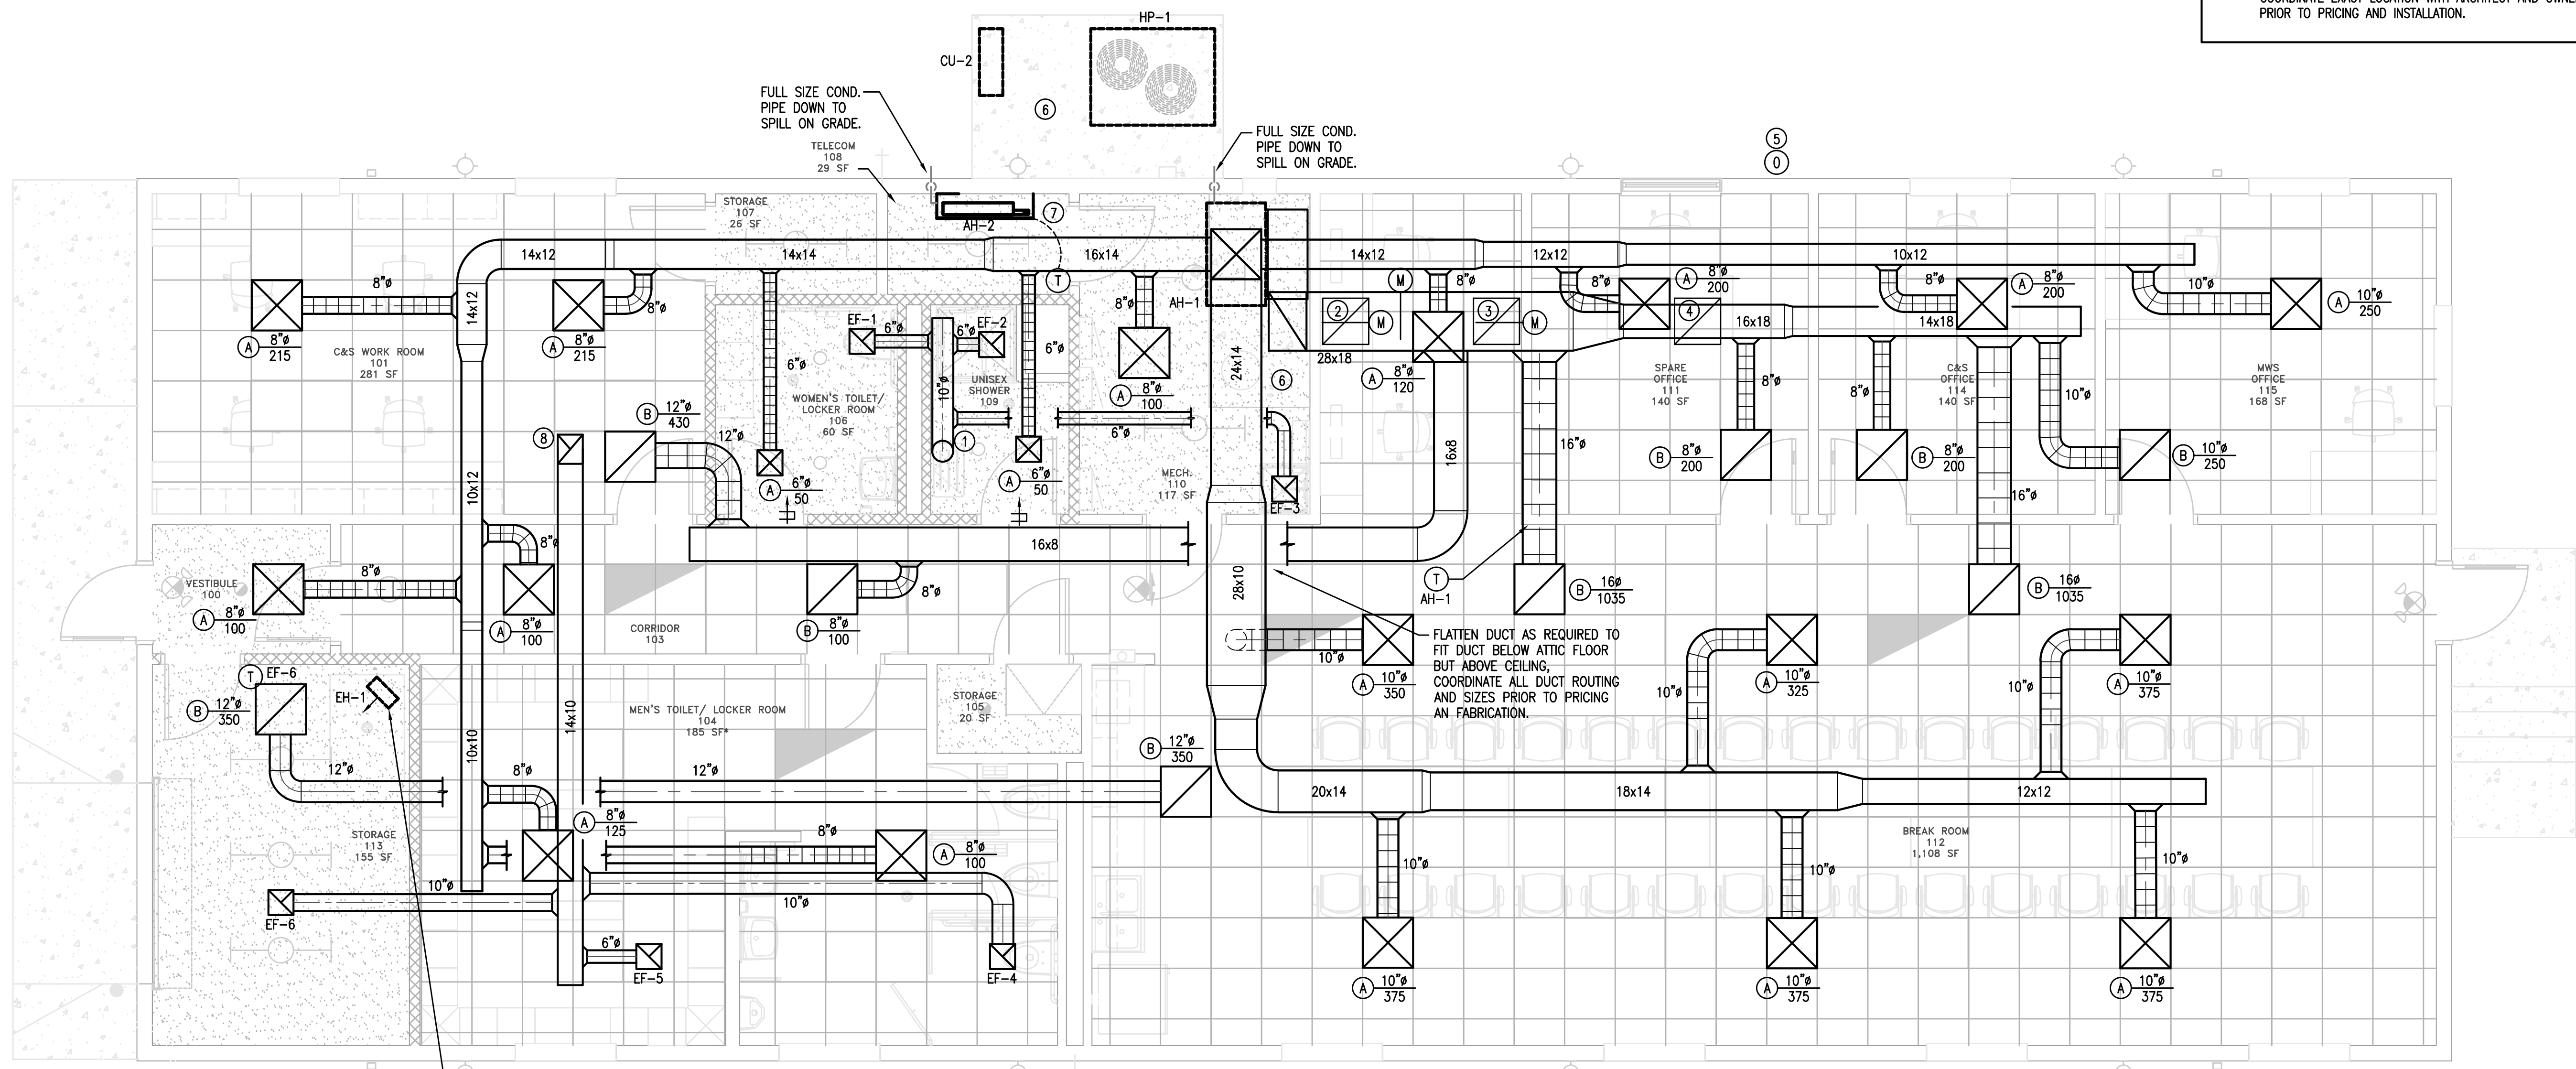 PRIOR TO PRICING AND INSTALLATION.
HP-1
CU-2
6
FULL SIZE COND.
PIPE DOWN TO
SPILL ON GRADE.
FULL SIZE COND.
PIPE DOWN TO
SPILL ON GRADE.
5
0
TELECOM
108
29 SF
STORAGE
107
26 SF
AH-2
7
T
14x12
14x14
16x14
14x12
12x12
10x12
AH-1
M
8"ø
8"ø
8"ø
10"ø
A 8"ø
200
A 8"ø
200
A 10"ø
250
8"ø
8"ø
14x12
A 8"ø
215
A 8"ø
215
C&S WORK ROOM
101
281 SF
EF-1
6"ø
6"ø
EF-2
6"ø
6"ø
10"ø
8"ø
A 8"ø
100
24x14
2
M
3
M
4
16x18
14x18
28x18
6
A 8"ø
120
UNISEX
SHOWER
109
WOMEN'S TOILET/
LOCKER ROOM
106
60 SF
SPARE
OFFICE
111
140 SF
C&S
OFFICE
114
140 SF
MWS
OFFICE
115
168 SF
8"ø
8"ø
10"ø
B 12"ø
430
12"ø
8
1
6"ø
A 6"ø
50
A 6"ø
50
MECH.
110
117 SF
EF-3
16x8
16"ø
16"ø
B 8"ø
200
B 8"ø
200
B 10"ø
250
10x12
8"ø
8"ø
16x8
8"ø
VESTIBULE
100
A 8"ø
100
A 8"ø
100
B 8"ø
100
CORRIDOR
103
28x10
T
AH-1
B 16ø
1035
B 16ø
1035
FLATTEN DUCT AS REQUIRED TO
FIT DUCT BELOW ATTIC FLOOR
BUT ABOVE CEILING,
COORDINATE ALL DUCT ROUTING
AND SIZES PRIOR TO PRICING
AN FABRICATION.
10"ø
A 10"ø
350
10"ø
A 10"ø
325
10"ø
A 10"ø
375
T EF-6
EH-1
B 12"ø
350
12"ø
10x10
14x10
MEN'S TOILET/ LOCKER ROOM
104
185 SF*
STORAGE
105
20 SF
B 12"ø
350
8"ø
12"ø
20x14
18x14
12x12
A 8"ø
125
8"ø
A 8"ø
100
STORAGE
113
155 SF
BREAK ROOM
112
1,108 SF
10"ø
10"ø
10"ø
10"ø
10"ø
EF-6
6"ø
EF-5
EF-4
A 10"ø
375
A 10"ø
375
A 10"ø
375